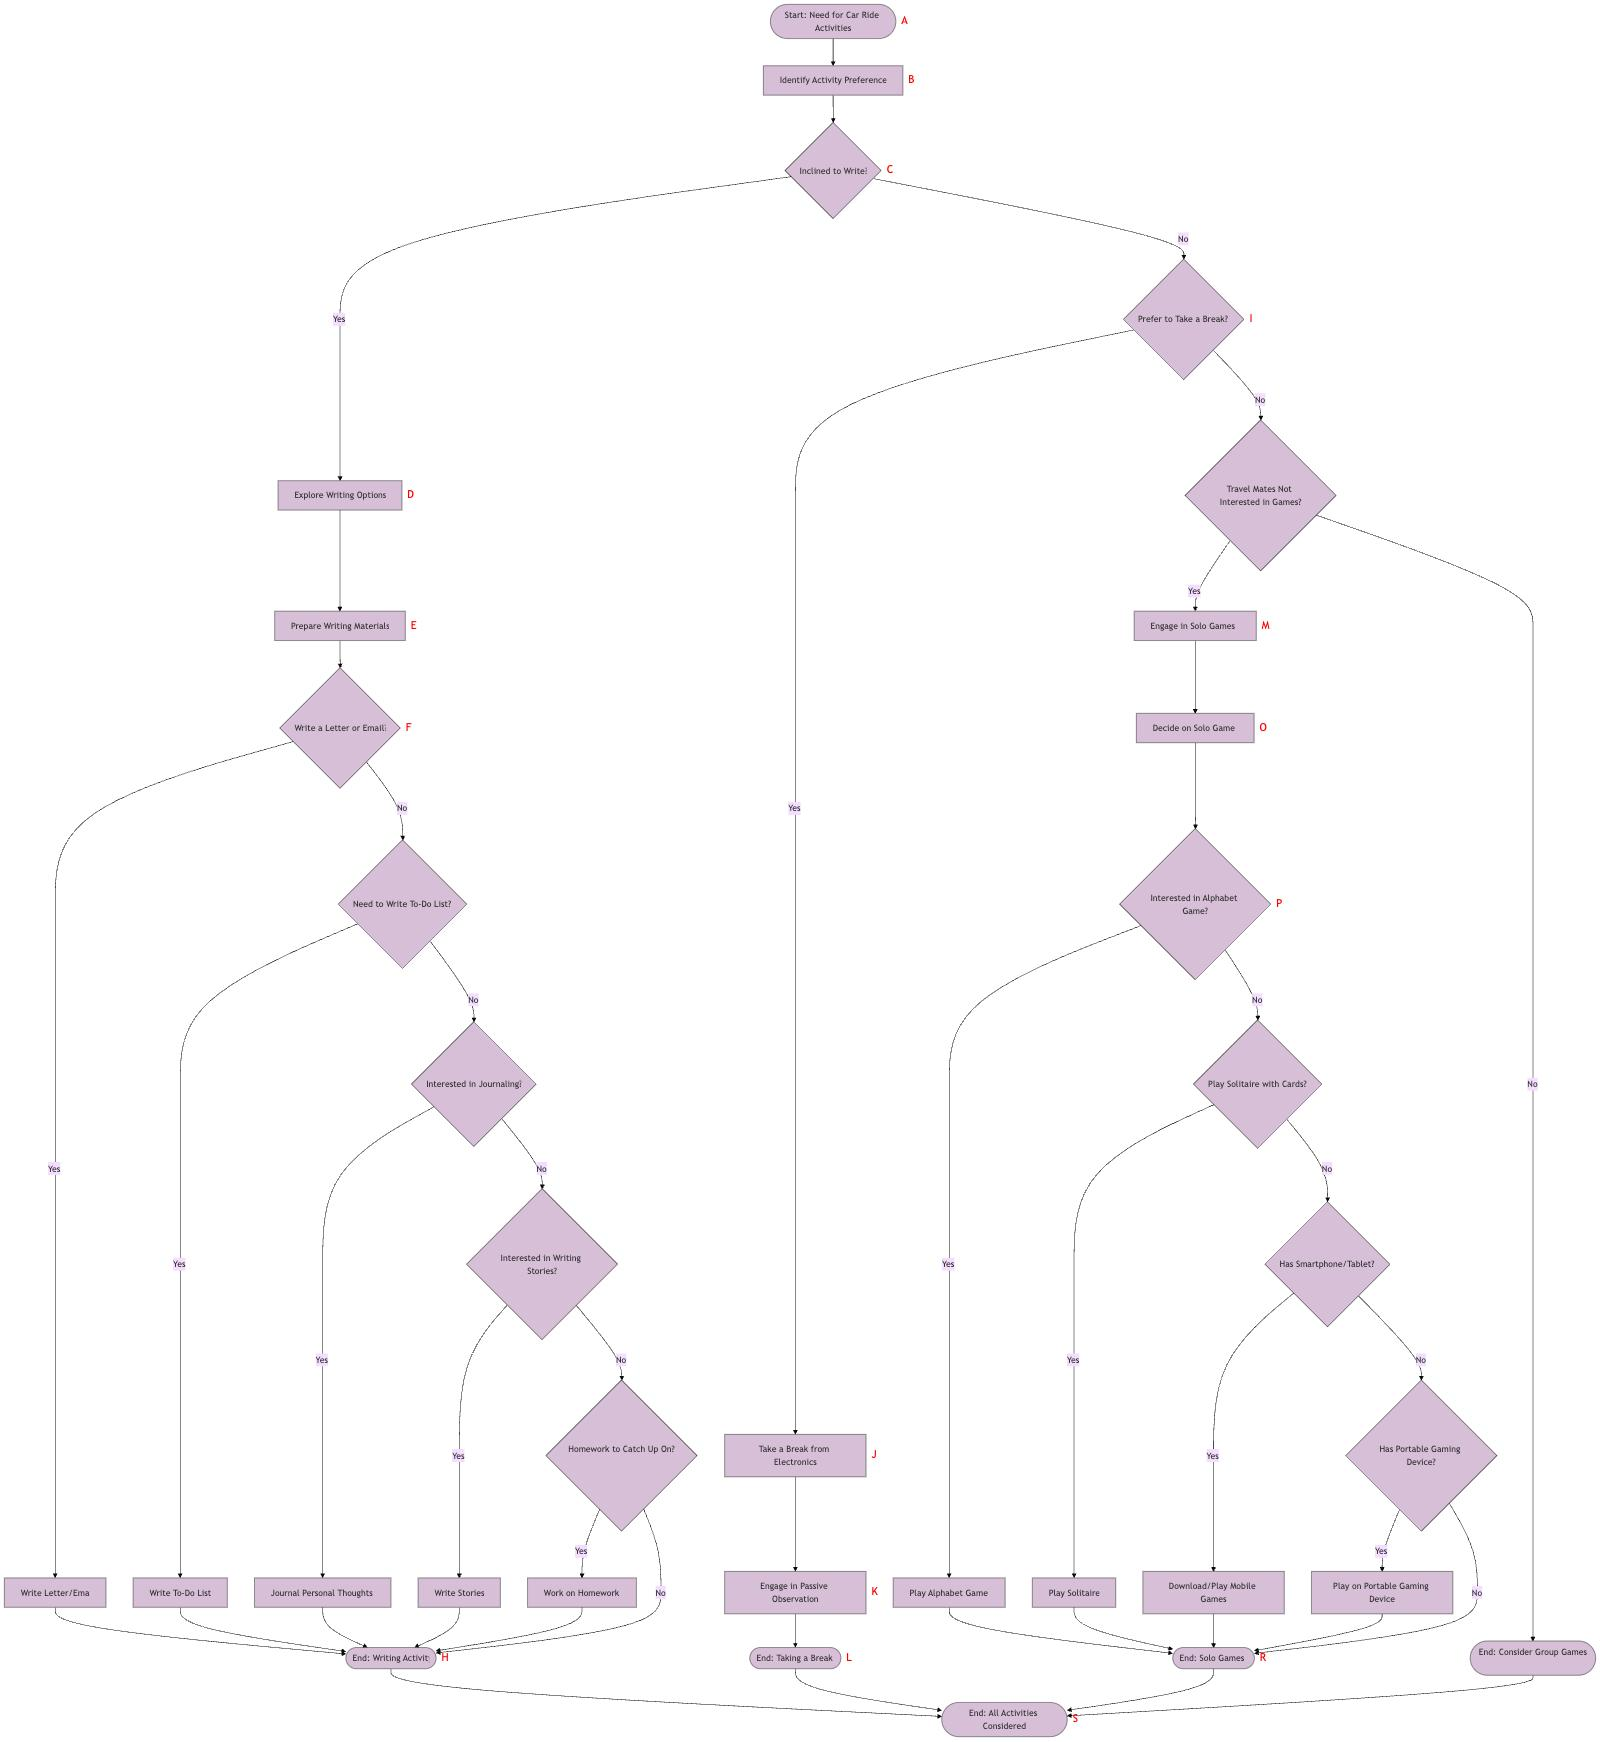 Start: Need for Car Ride
Activities
A
Identify Activity Preference
B
Inclined to Write?
C
No
Yes
Prefer to Take a Break?
I
No
Explore Writing Options
D
Travel Mates Not
Interested in Games?
Yes
Prepare Writing Materials
E
Engage in Solo Games
M
Write a Letter or Email
F
Decide on Solo Game
O
No
Yes
Need to Write To-Do List?
Interested in Alphabet
Game?
P
No
No
Interested in Journaling?
Play Solitaire with Cards?
No
Yes
No
No
Interested in Writing
Stories?
Has Smartphone/Tablet?
Yes
Yes
Yes
No
Yes
No
Homework to Catch Up On?
Take a Break from
Electronics
J
Has Portable Gaming
Device?
Yes
Yes
Yes
Yes
Write Letter/Ema
Write To-Do List
Journal Personal Thoughts
Write Stories
Work on Homework
No
Engage in Passive
Observation
K
Play Alphabet Game
Play Solitaire
Download/Play Mobile
Games
Play on Portable Gaming
Device
No
End: Writing Activit
H
End: Taking a Break
L
End: Solo Games
R
End: Consider Group Games
End: All Activities
Considered
S